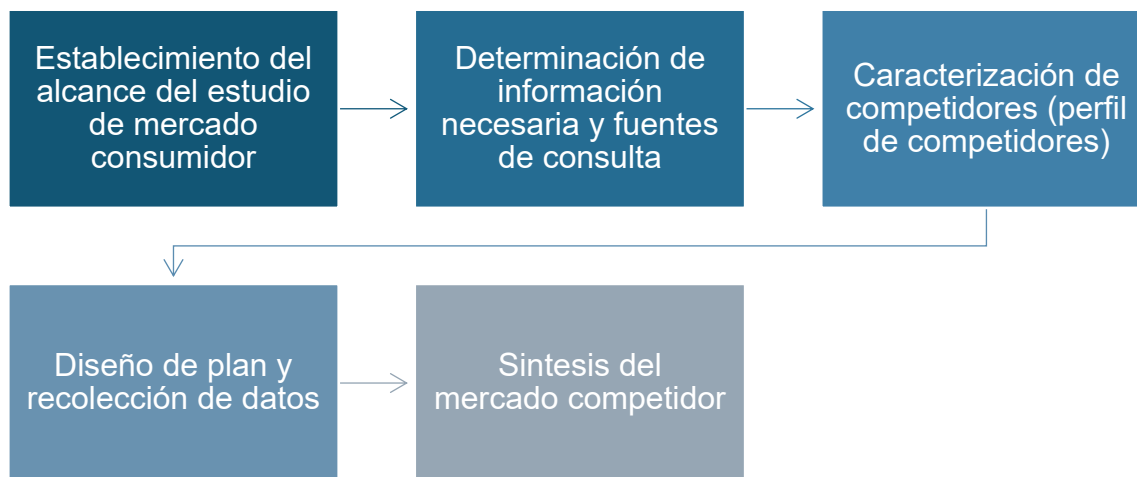 Establecimiento del
alcance del estudio
de mercado
consumidor
Determinación de
información
necesaria y fuentes
de consulta
Caracterización de
competidores (perfil
de competidores)
Diseño de plan y
recolección de datos
Sintesis del
mercado competidor